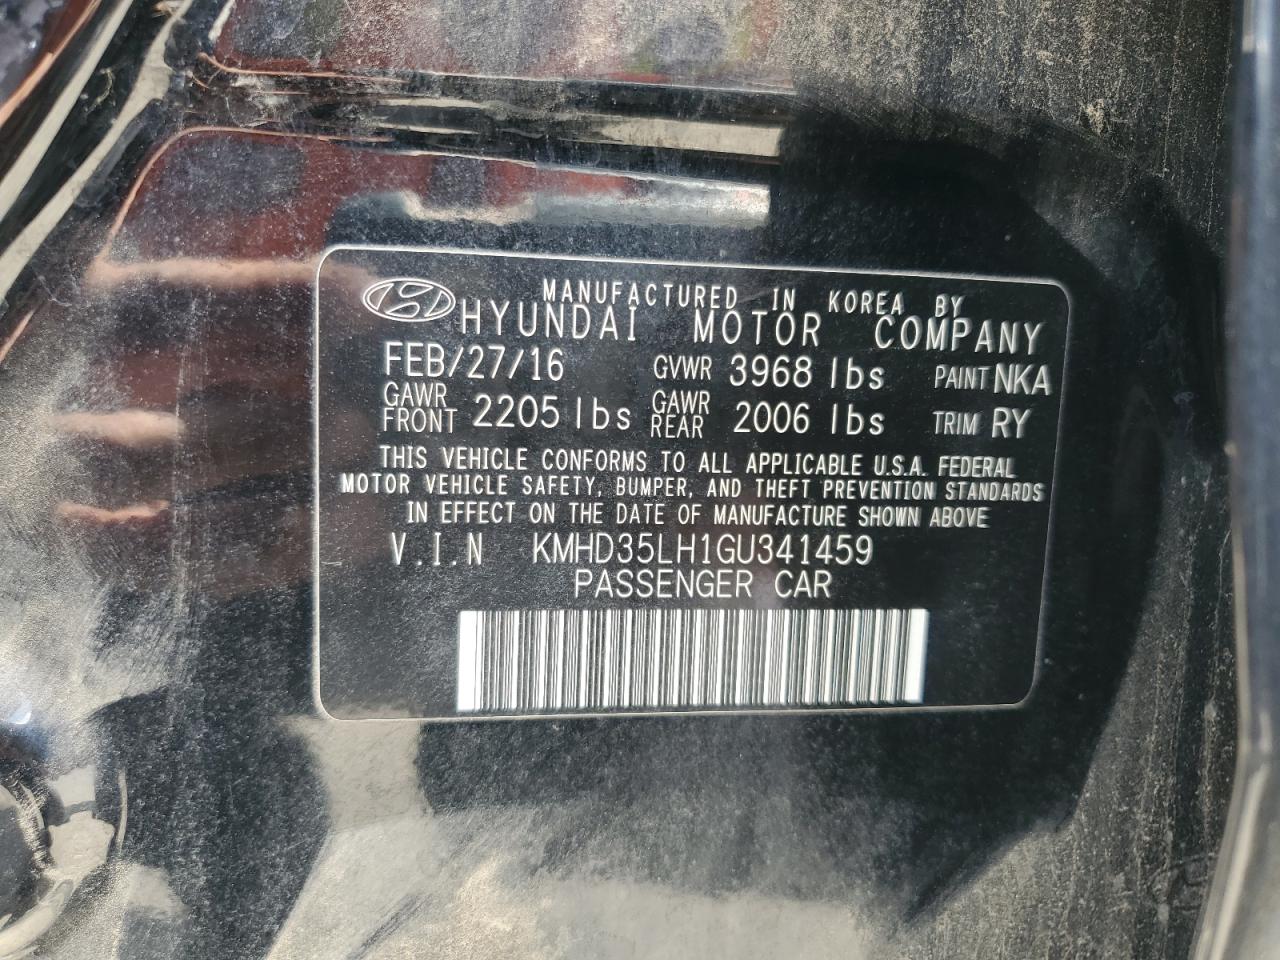 MANUFACTURED IN KOREA BY
HYUNDAI MOTOR COMPANY
FEB/27/16 GVWR 3968 lbs PAINT NKA
GAWR FRONT 2205 lbs GAWR REAR 2006 lbs TRIM RY
THIS VEHICLE CONFORMS TO ALL APPLICABLE U.S.A. FEDERAL
MOTOR VEHICLE SAFETY, BUMPER, AND THEFT PREVENTION STANDARDS
IN EFFECT ON THE DATE OF MANUFACTURE SHOWN ABOVE
V.I.N KMHD35LH1GU341459
PASSENGER CAR